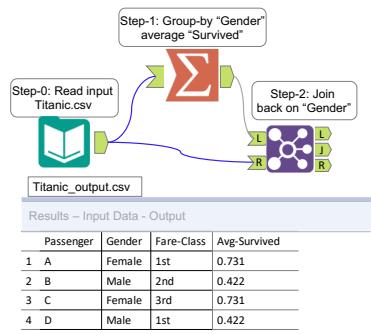 Step-1: Group-by “Gender”
average “Survived”
Step-0: Read input
Titanic.csv
Step-2: Join
back on “Gender”
L
R
L
J
R
Titanic_output.csv
Results – Input Data - Output
Passenger Gender Fare-Class Avg-Survived
1 A Female 1st 0.731
2 B Male 2nd 0.422
3 C Female 3rd 0.731
4 D Male 1st 0.422